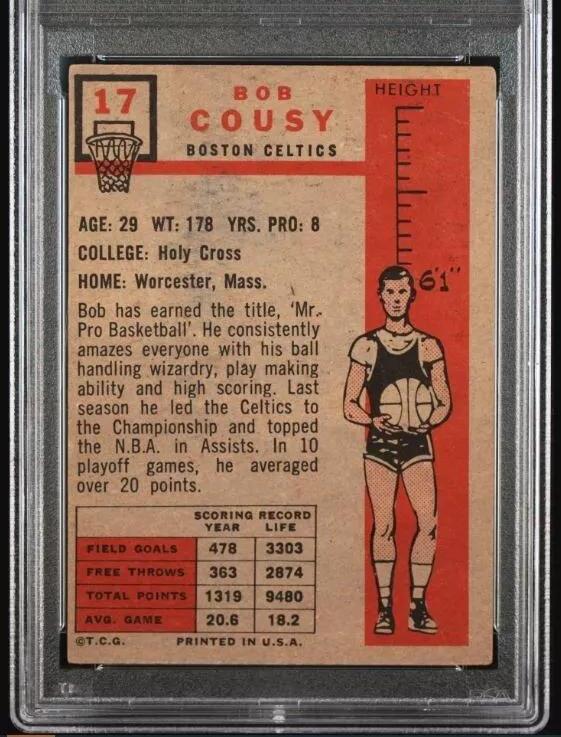 17
BOB
COUSY
BOSTON CELTICS
HEIGHT
6'1"
AGE: 29 WT: 178 YRS. PRO: 8
COLLEGE: Holy Cross
HOME: Worcester, Mass.
Bob has earned the title, 'Mr.
Pro Basketball'. He consistently
amazes everyone with his ball
handling wizardry, play making
ability and high scoring. Last
season he led the Celtics to
the Championship and topped
the N.B.A. in Assists. In 10
playoff games, he averaged
over 20 points.
SCORING RECORD
YEAR LIFE
FIELD GOALS 478 3303
FREE THROWS 363 2874
TOTAL POINTS 1319 9480
AVG. GAME 20.6 18.2
©T.C.G. PRINTED IN U.S.A.
PSA